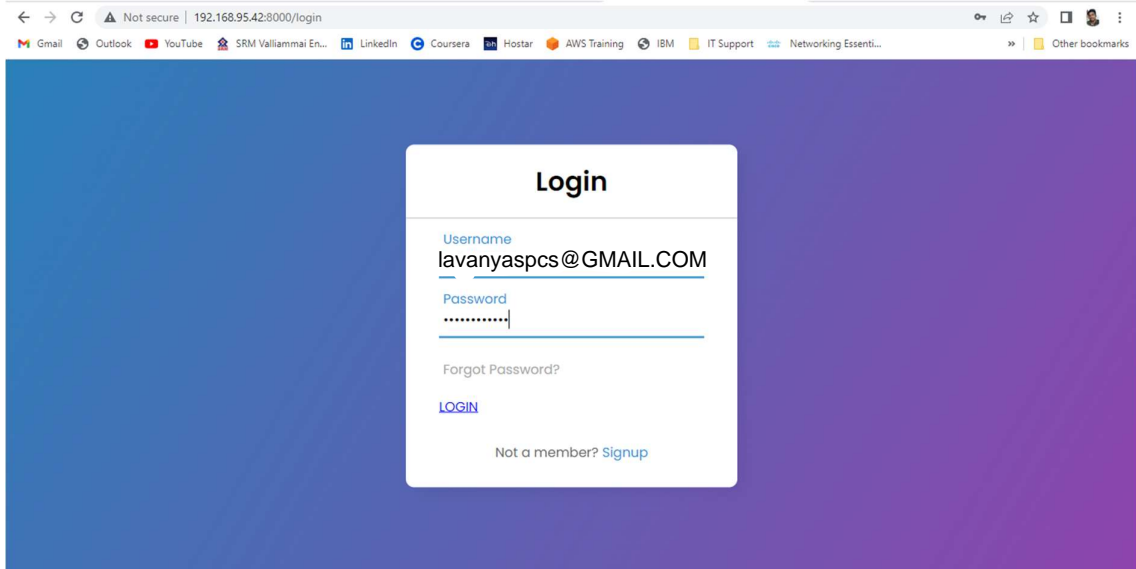 Not secure | 192.168.95.42:8000/login
Gmail Outlook YouTube SRM Valliammai En... LinkedIn Coursera Hostar AWS Training IBM IT Support Networking Essenti... » Other bookmarks
Login
Username
lavanyaspcs@GMAIL.COM
Password
••••••••••••
Forgot Password?
LOGIN
Not a member? Signup